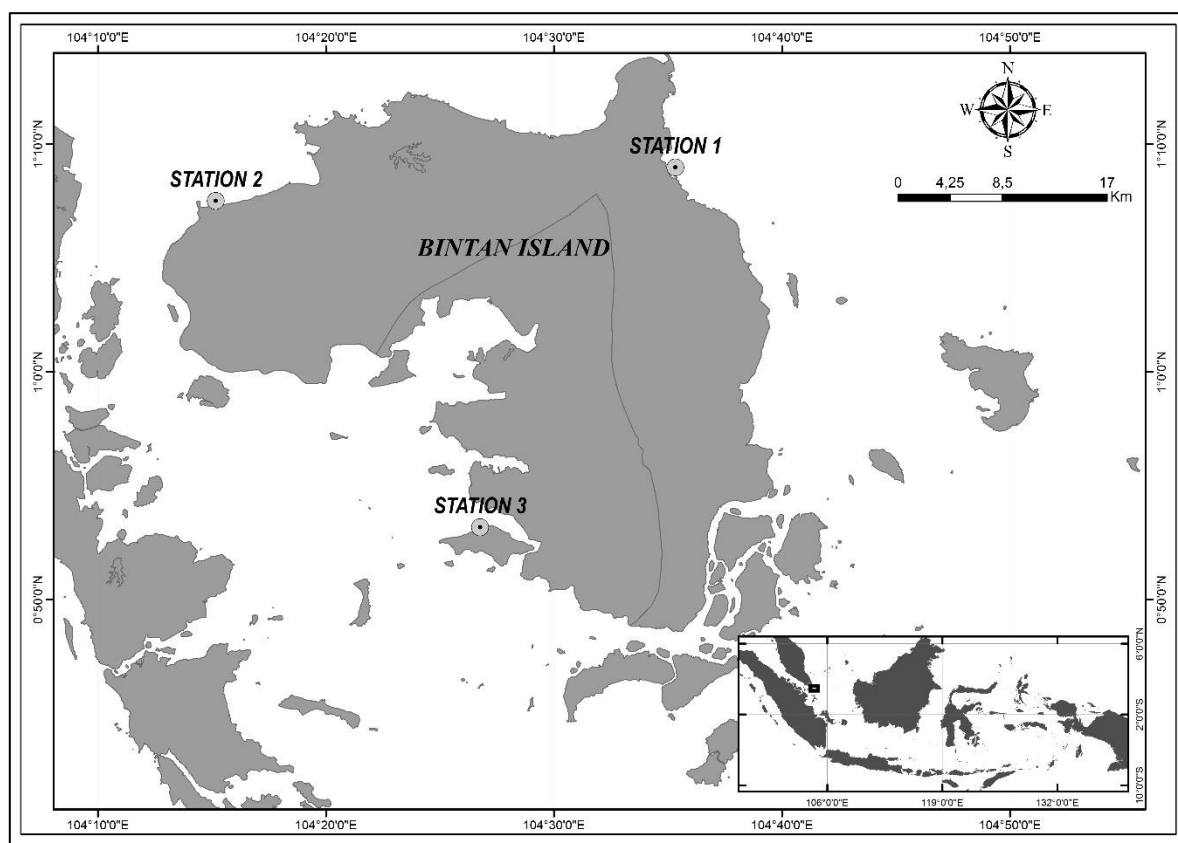 104°10'0"E 104°20'0"E 104°30'0"E 104°40'0"E 104°50'0"E
N
W E
S
1°10'0"N 1°10'0"N
STATION 1
STATION 2
0 4,25 8,5 17
Km
BINTAN ISLAND
1°0'0"N 1°0'0"N
STATION 3
0°50'0"N 0°50'0"N
6°0'0"N
2°0'0"S
10°0'0"S
106°0'0"E 119°0'0"E 132°0'0"E
104°10'0"E 104°20'0"E 104°30'0"E 104°40'0"E 104°50'0"E